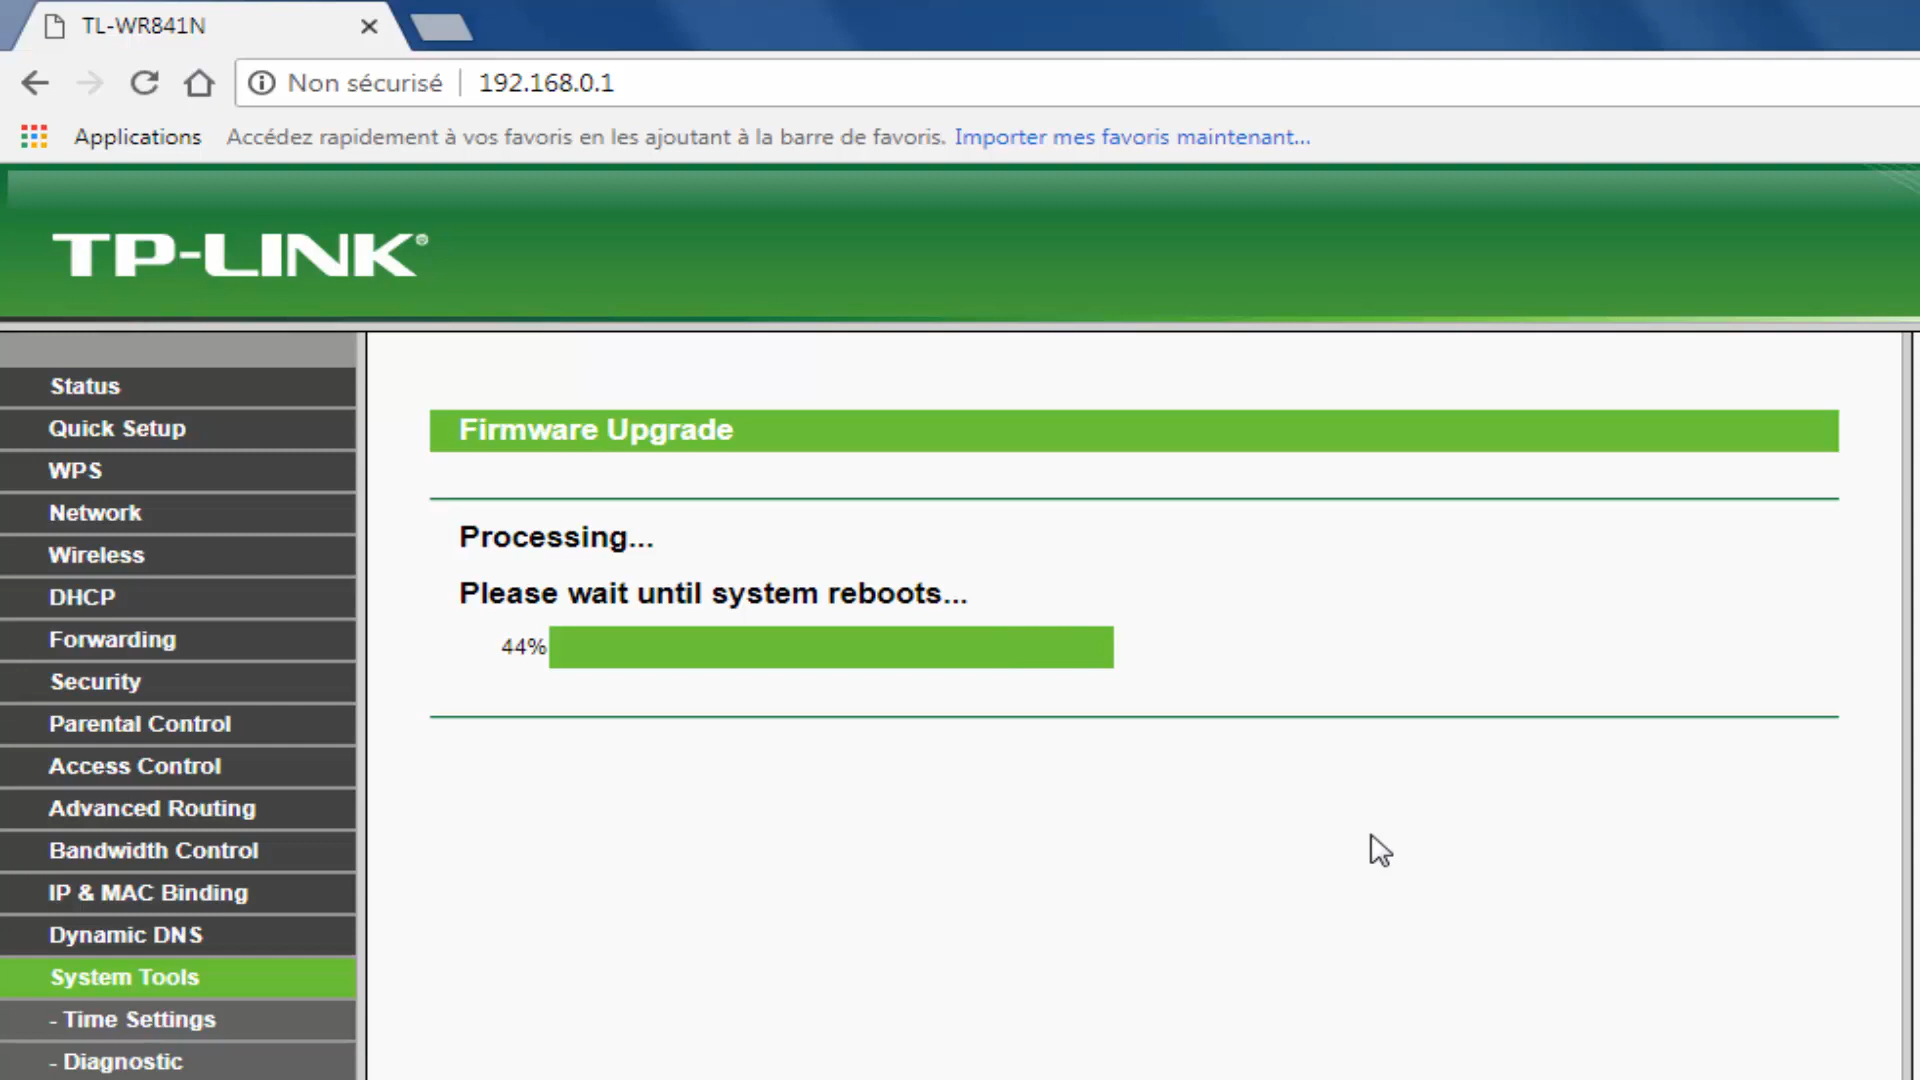 TL-WR841N
Non sécurisé 192.168.0.1
Applications Accédez rapidement à vos favoris en les ajoutant à la barre de favoris. Importer mes favoris maintenant...
TP-LINK®
Status
Quick Setup
WPS
Network
Wireless
DHCP
Forwarding
Security
Parental Control
Access Control
Advanced Routing
Bandwidth Control
IP & MAC Binding
Dynamic DNS
System Tools
- Time Settings
- Diagnostic
Firmware Upgrade
Processing...
Please wait until system reboots...
44%